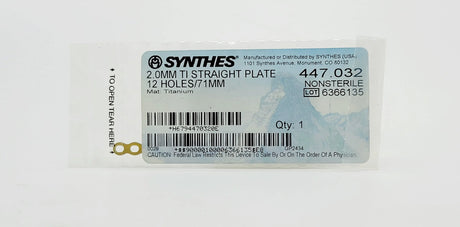 SYNTHES
Manufactured or Distributed by SYNTHES (USA)
1101 Synthes Avenue, Monument, CO 80132
2.0MM TI STRAIGHT PLATE
12 HOLES/71MM
Mat: Titanium
447.032
NONSTERILE
LOT 6366135
*H6794470320E
Qty: 1
CAUTION: Federal Law Restricts This Device To Sale By Or On The Order Of A Physician.
TO OPEN TEAR HERE